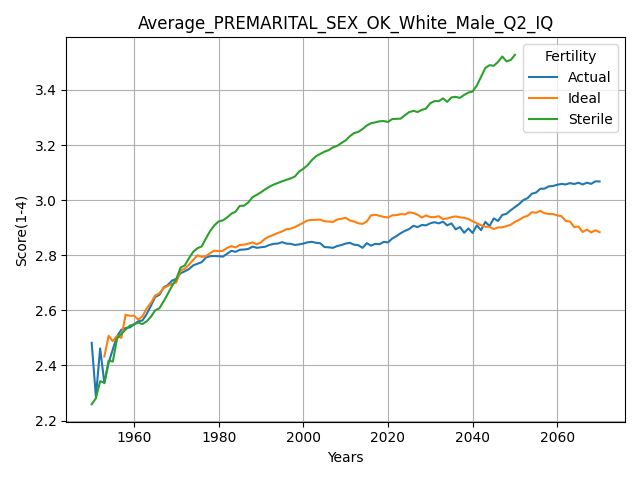 Average_PREMARITAL_SEX_OK_White_Male_Q2_IQ
Fertility
Actual
Ideal
Sterile
Score(1-4)
3.4
3.2
3.0
2.8
2.6
2.4
2.2
1960
1980
2000
2020
2040
2060
Years